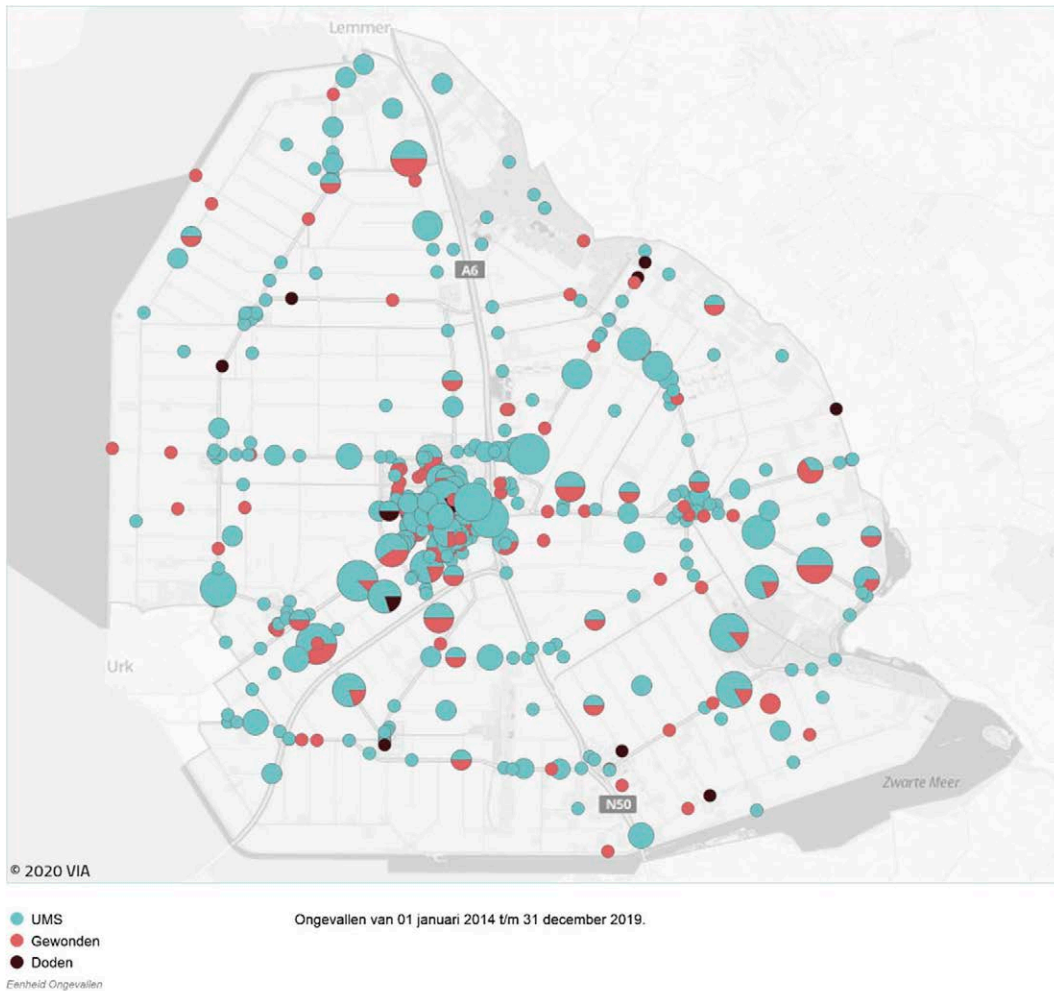 Lemmer
A6
Urk
Zwarte Meer
N50
© 2020 VIA
UMS
Ongevallen van 01 januari 2014 t/m 31 december 2019.
Gewonden
Doden
Eenheid Ongevallen